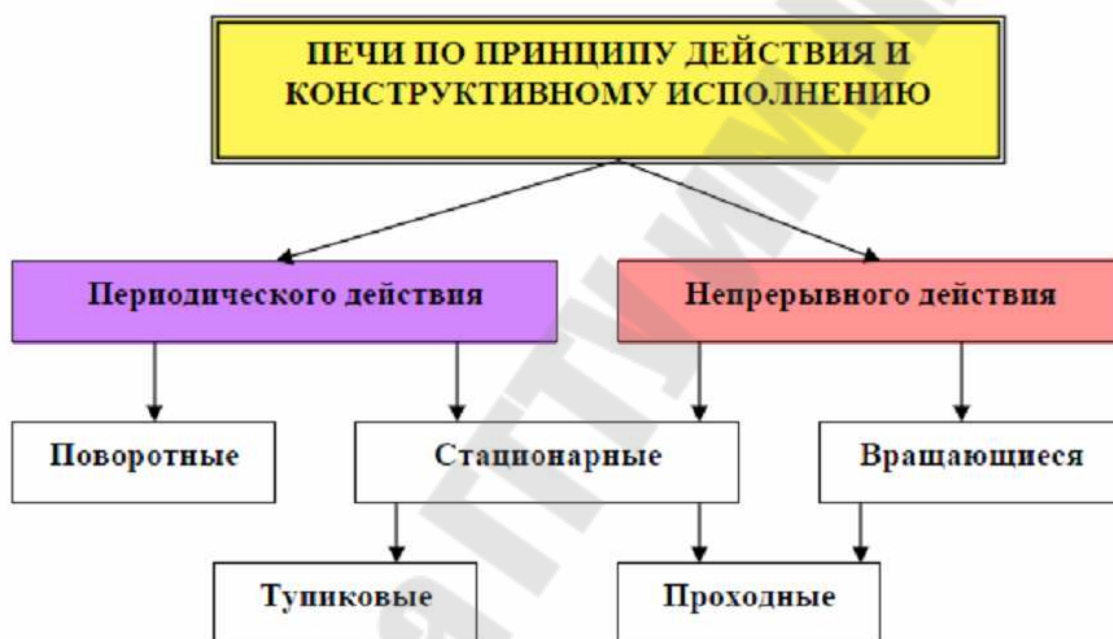 ПЕЧИ ПО ПРИНЦИПУ ДЕЙСТВИЯ И
КОНСТРУКТИВНОМУ ИСПОЛНЕНИЮ
Периодического действия
Непрерывного действия
Поворотные
Стационарные
Вращающиеся
Тупиковые
Проходные